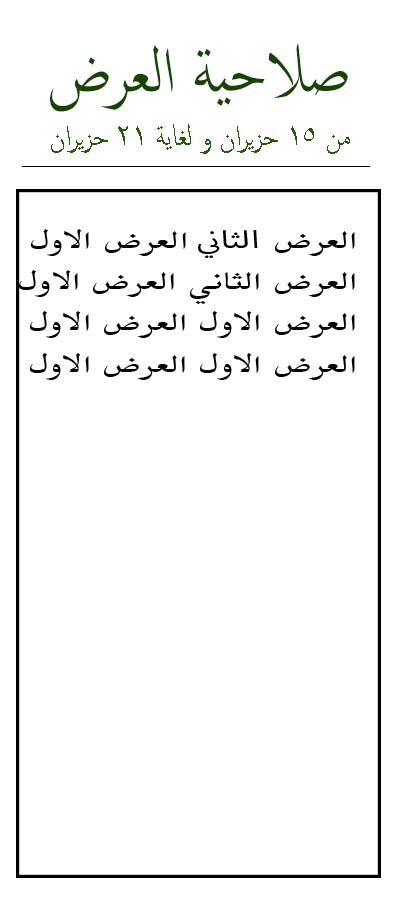 صلاحية العرض
من ١٥ حزيران و لغاية ٢١ حزيران
العرض الثاني العرض الاول
العرض الثاني العرض الاول
العرض الاول العرض الاول
العرض الاول العرض الاول